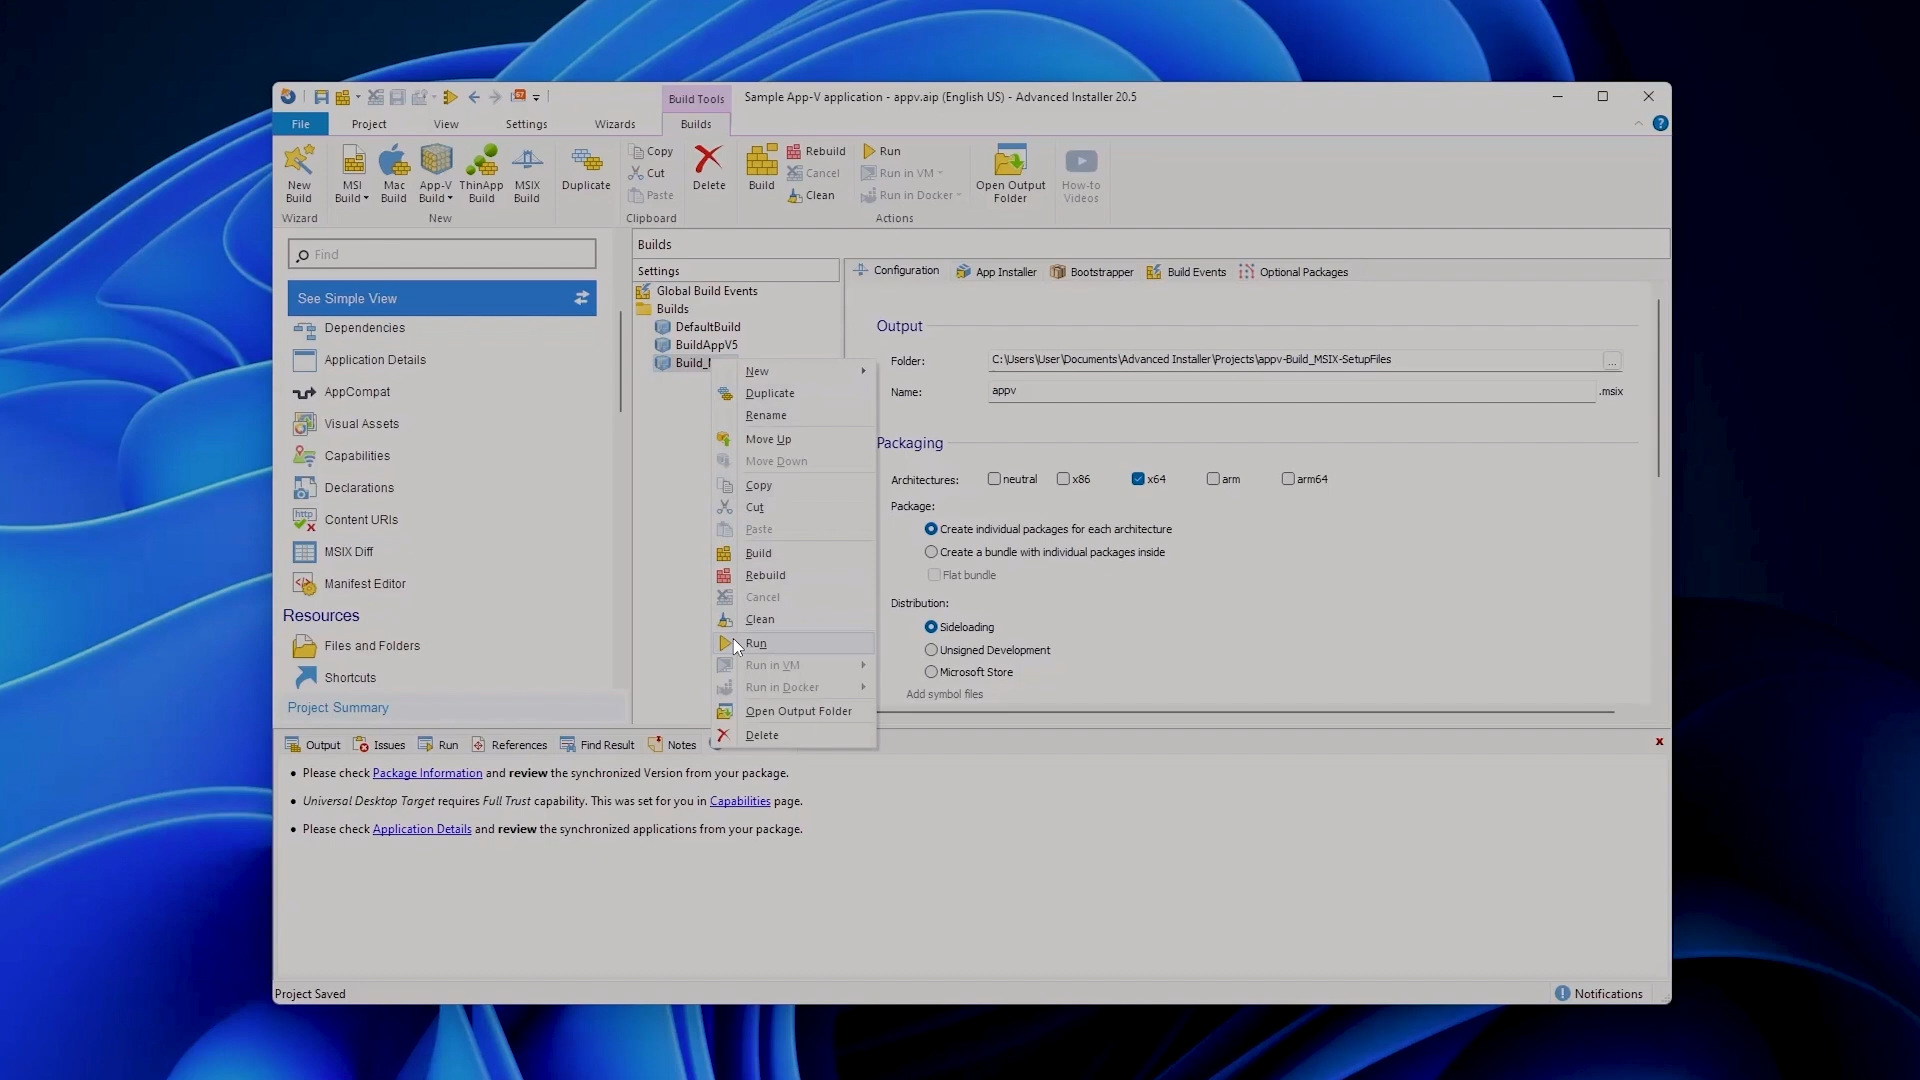 Build Tools
Sample App-V application - appv.aip (English US) - Advanced Installer 20.5
File
Project
View
Settings
Wizards
Builds
New Build
MSI Build
Mac Build
App-V Build
ThinApp Build
MSIX Build
Duplicate
Copy
Cut
Paste
Delete
Build
Rebuild
Cancel
Clean
Run
Run in VM
Run in Docker
Open Output Folder
How-to Videos
Wizard
New
Clipboard
Actions
Find
See Simple View
Dependencies
Application Details
AppCompat
Visual Assets
Capabilities
Declarations
http
Content URIs
MSIX Diff
Manifest Editor
Resources
Files and Folders
Shortcuts
Project Summary
Builds
Settings
Global Build Events
Builds
DefaultBuild
BuildAppV5
New
Duplicate
Rename
Move Up
Move Down
Copy
Cut
Paste
Build
Rebuild
Cancel
Clean
Run
Run in VM
Run in Docker
Open Output Folder
Delete
Configuration
App Installer
Bootstrapper
Build Events
Optional Packages
Output
Folder:
C:\Users\User\Documents\Advanced Installer\Projects\appv-Build_MSIX-SetupFiles
...
Name:
appv
.msix
Packaging
Architectures:
neutral
x86
x64
arm
arm64
Package:
Create individual packages for each architecture
Create a bundle with individual packages inside
Flat bundle
Distribution:
Sideloading
Unsigned Development
Microsoft Store
Add symbol files
Output
Issues
Run
References
Find Result
Notes
Please check Package Information and review the synchronized Version from your package.
Universal Desktop Target requires Full Trust capability. This was set for you in Capabilities page.
Please check Application Details and review the synchronized applications from your package.
Project Saved
Notifications